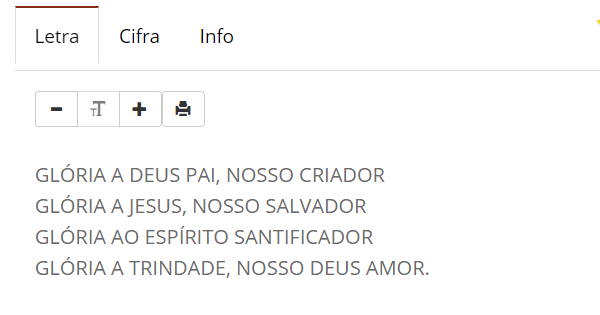 Letra Cifra Info
GLÓRIA A DEUS PAI, NOSSO CRIADOR
GLÓRIA A JESUS, NOSSO SALVADOR
GLÓRIA AO ESPÍRITO SANTIFICADOR
GLÓRIA A TRINDADE, NOSSO DEUS AMOR.